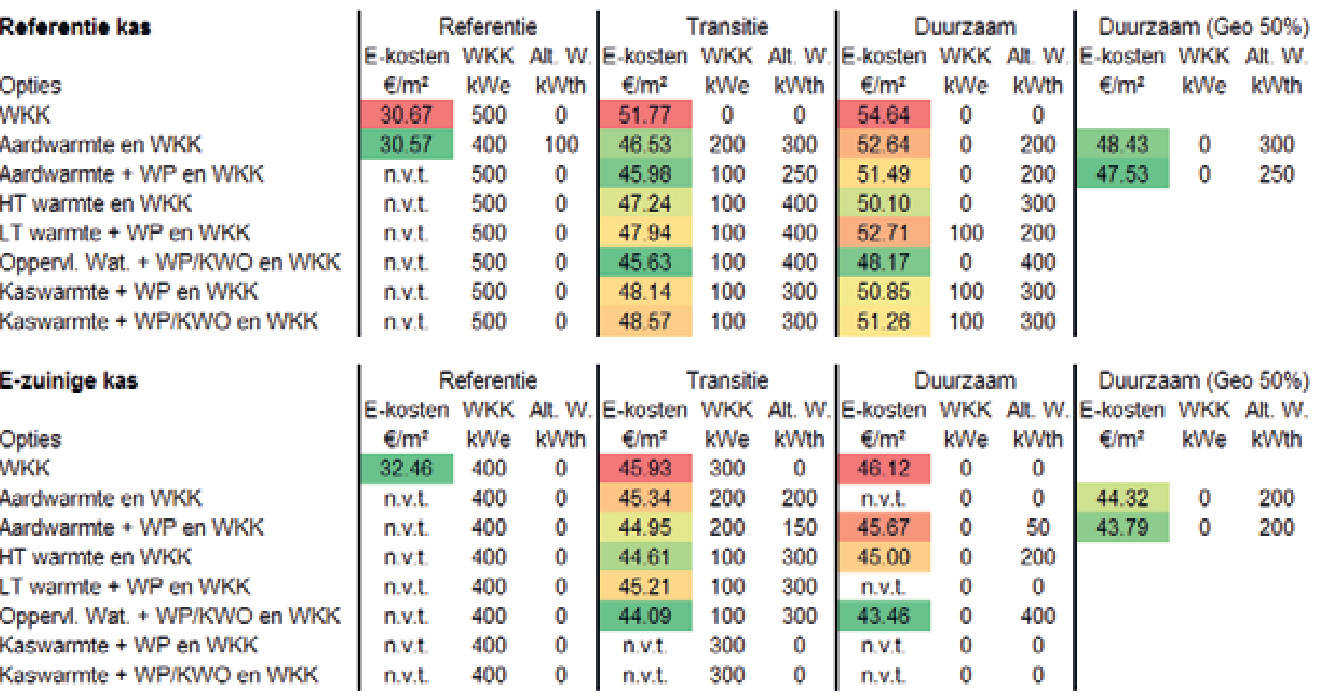 Referentie kas Referentie Transitie Duurzaam Duurzaam (Geo 50%)
E-kosten WKK Alt. W. E-kosten WKK Alt. W. E-kosten WKK Alt. W. E-kosten WKK Alt. W.
Opties €/m² kWe kWth €/m² kWe kWth €/m² kWe kWth €/m² kWe kWth
WKK 30.67 500 0 51.77 0 0 54.64 0 0
Aardwarmte en WKK 30.57 400 100 46.53 200 300 52.64 0 200 48.43 0 300
Aardwarmte + WP en WKK n.v.t. 500 0 45.98 100 250 51.49 0 200 47.53 0 250
HT warmte en WKK n.v.t. 500 0 47.24 100 400 50.10 0 300
LT warmte + WP en WKK n.v.t. 500 0 47.94 100 400 52.71 100 200
Oppervl. Wat. + WP/KWO en WKK n.v.t. 500 0 45.63 100 400 48.17 0 400
Kaswarmte + WP en WKK n.v.t. 500 0 48.14 100 300 50.85 100 300
Kaswarmte + WP/KWO en WKK n.v.t. 500 0 48.57 100 300 51.26 100 300
E-zuinige kas Referentie Transitie Duurzaam Duurzaam (Geo 50%)
E-kosten WKK Alt. W. E-kosten WKK Alt. W. E-kosten WKK Alt. W. E-kosten WKK Alt. W.
Opties €/m² kWe kWth €/m² kWe kWth €/m² kWe kWth €/m² kWe kWth
WKK 32.46 400 0 45.93 300 0 46.12 0 0
Aardwarmte en WKK n.v.t. 400 0 45.34 200 200 n.v.t. 0 0 44.32 0 200
Aardwarmte + WP en WKK n.v.t. 400 0 44.95 200 150 45.67 0 50 43.79 0 200
HT warmte en WKK n.v.t. 400 0 44.61 100 300 45.00 0 200
LT warmte + WP en WKK n.v.t. 400 0 45.21 100 300 n.v.t. 0 0
Oppervl. Wat. + WP/KWO en WKK n.v.t. 400 0 44.09 100 300 43.46 0 400
Kaswarmte + WP en WKK n.v.t. 400 0 n.v.t. 300 0 n.v.t. 0 0
Kaswarmte + WP/KWO en WKK n.v.t. 400 0 n.v.t. 300 0 n.v.t. 0 0